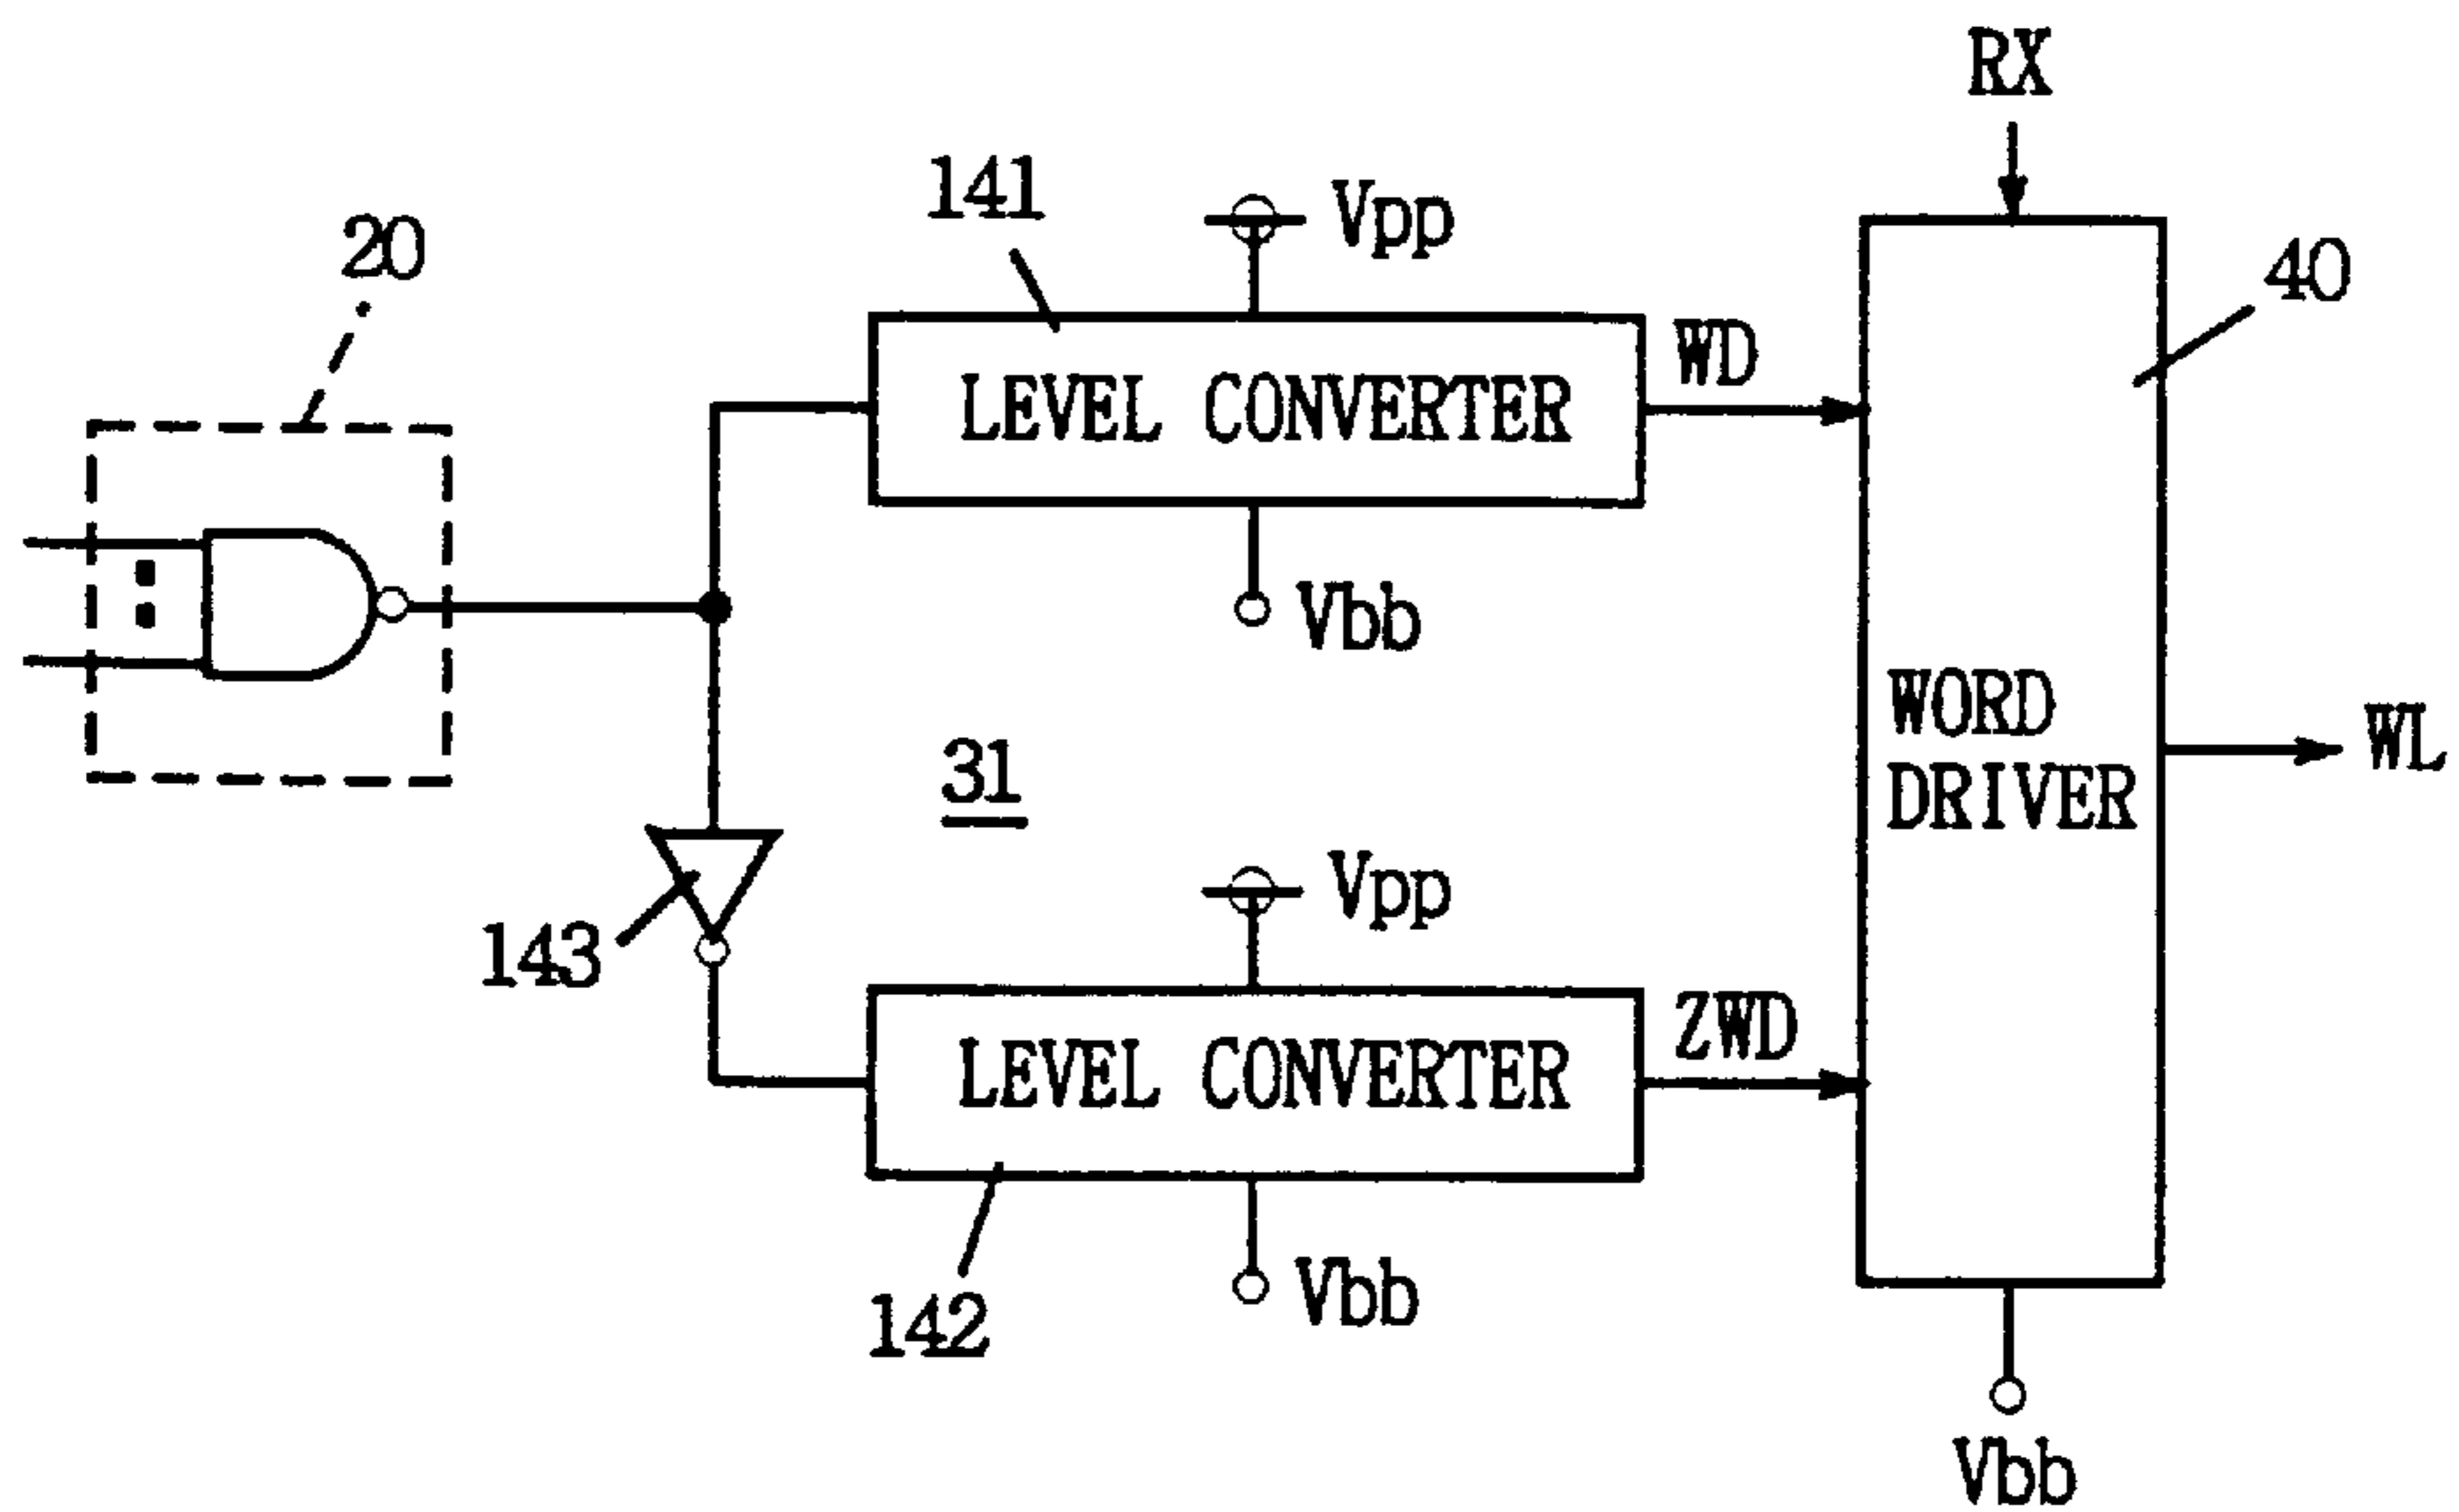 RX
141
Vpp
20
40
WD
LEVEL CONVERTER
Vbb
WORD
DRIVER
WL
31
Vpp
143
ZWD
LEVEL CONVERTER
Vbb
142
Vbb